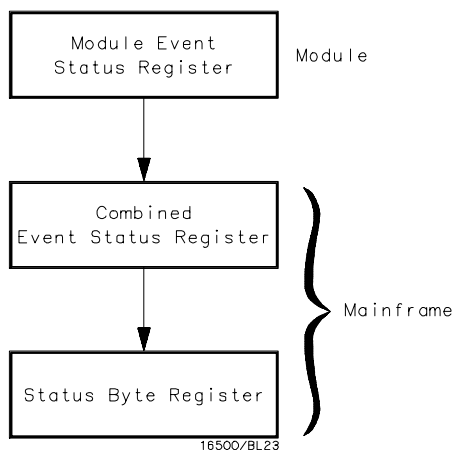 Module Event
Status Register
Module
Combined
Event Status Register
Mainframe
Status Byte Register
16500/BL23